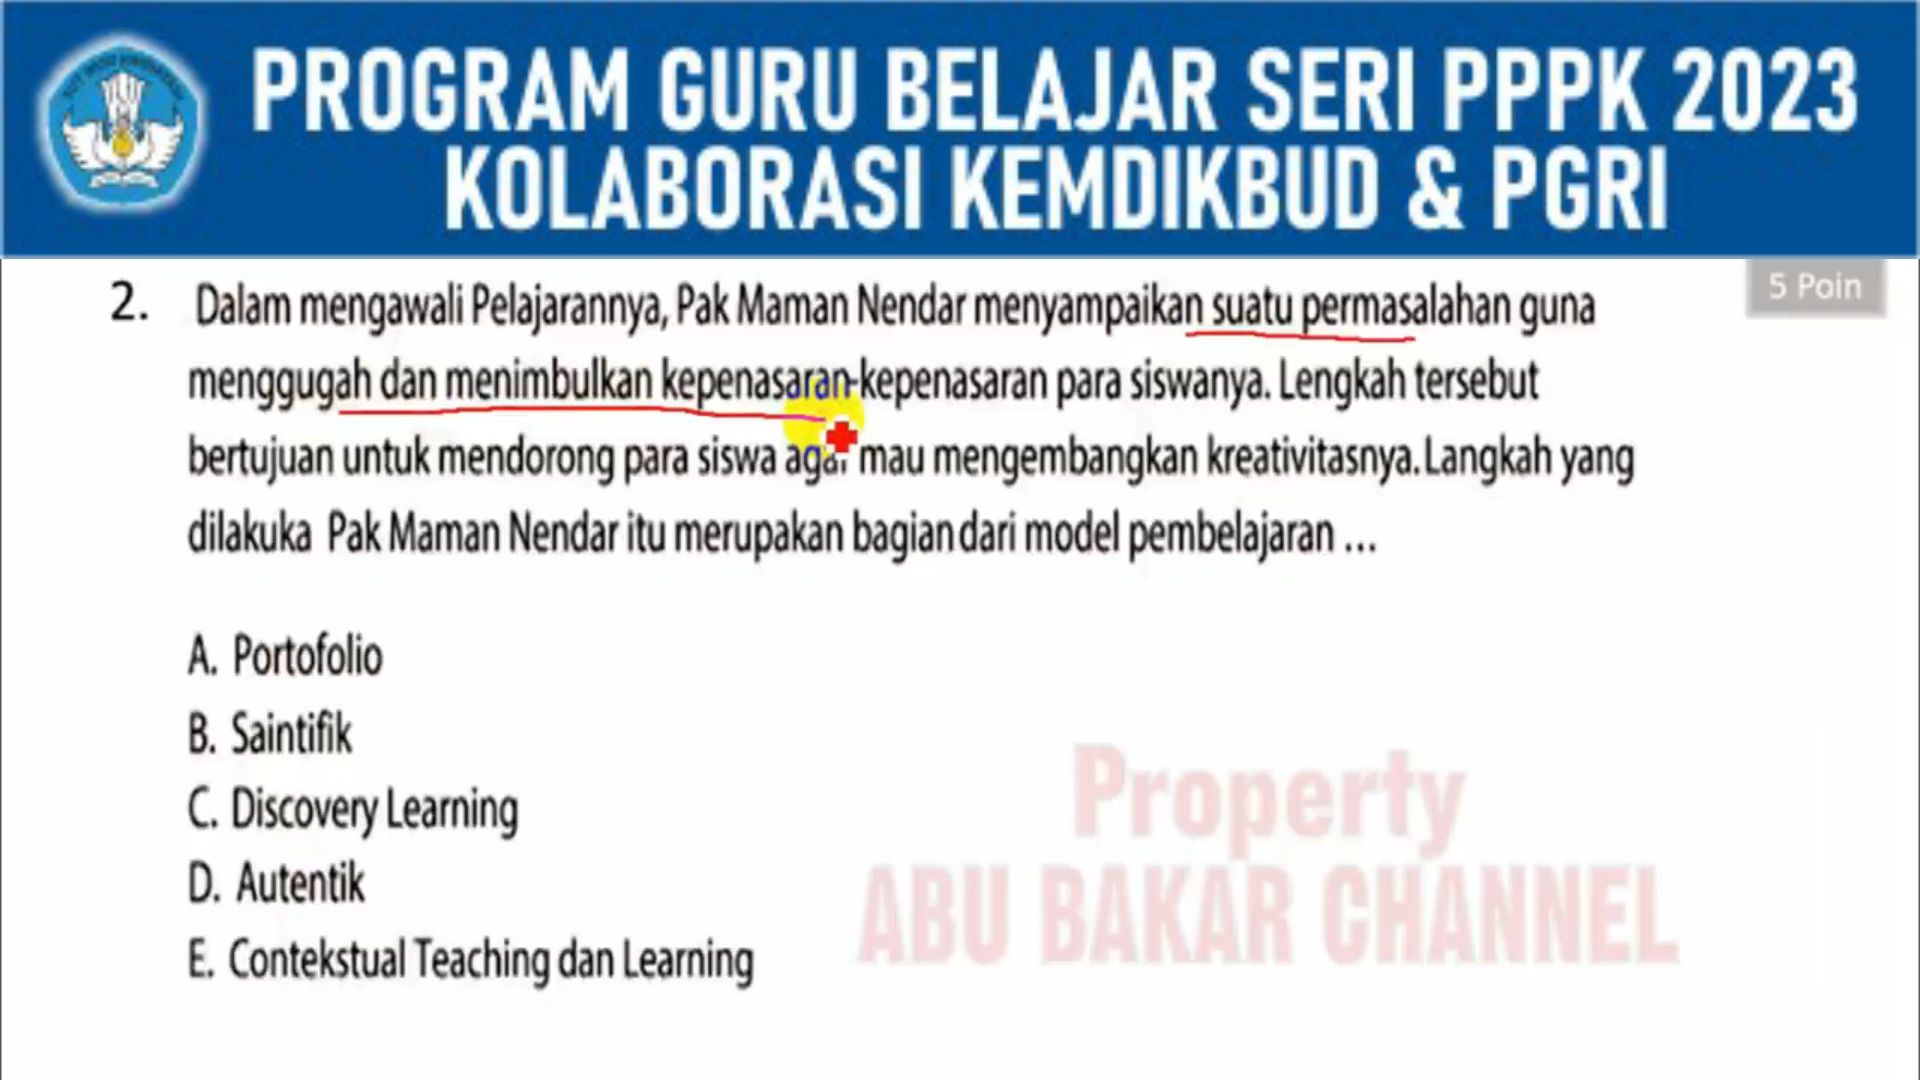 PROGRAM GURU BELAJAR SERI PPPK 2023
KOLABORASI KEMDIKBUD & PGRI
5 Poin
2. Dalam mengawali Pelajarannya, Pak Maman Nendar menyampaikan suatu permasalahan guna
menggugah dan menimbulkan kepenasaran-kepenasaran para siswanya. Lengkah tersebut
bertujuan untuk mendorong para siswa agar mau mengembangkan kreativitasnya. Langkah yang
dilakuka Pak Maman Nendar itu merupakan bagian dari model pembelajaran ...
A. Portofolio
B. Saintifik
C. Discovery Learning
D. Autentik
E. Contekstual Teaching dan Learning
Property
ABU BAKAR CHANNEL